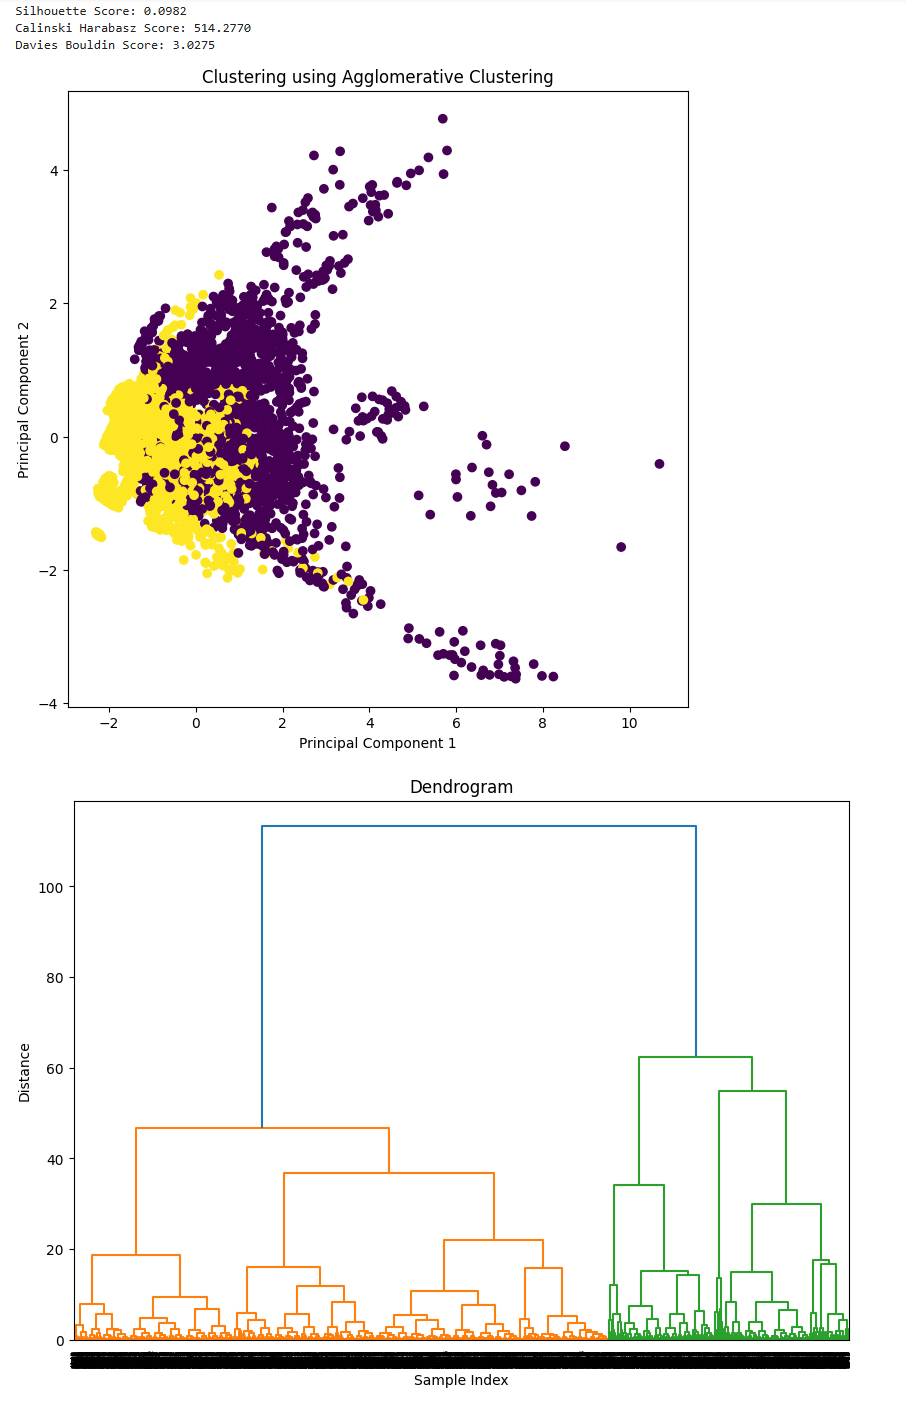 Silhouette Score: 0.0982
Calinski Harabasz Score: 514.2770
Davies Bouldin Score: 3.0275
Clustering using Agglomerative Clustering
Principal Component 2
4
2
0
−2
−4
−2 0 2 4 6 8 10
Principal Component 1
Dendrogram
Distance
100
80
60
40
20
0
Sample Index